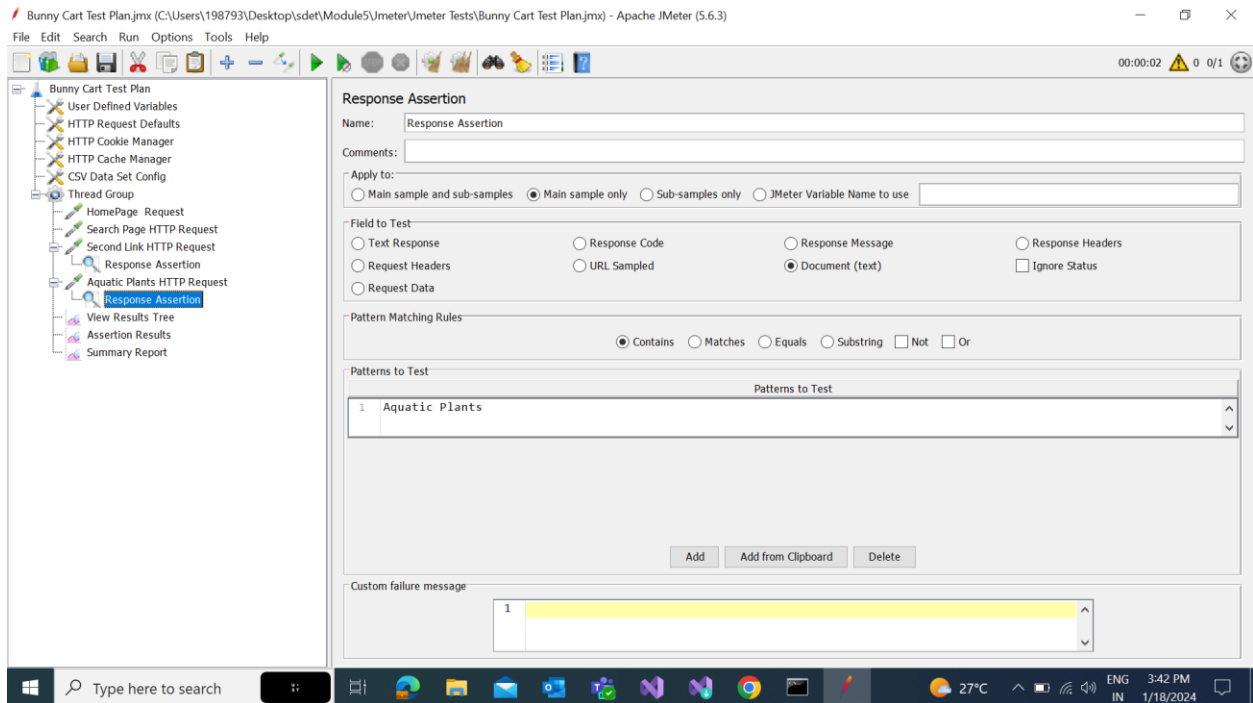 Bunny Cart Test Plan.jmx (C:\Users\198793\Desktop\sdet\Module5\Jmeter\Jmeter Tests\Bunny Cart Test Plan.jmx) - Apache JMeter (5.6.3)
File Edit Search Run Options Tools Help
00:00:02 0 0/1
Bunny Cart Test Plan
User Defined Variables
HTTP Request Defaults
HTTP Cookie Manager
HTTP Cache Manager
CSV Data Set Config
Thread Group
HomePage Request
Search Page HTTP Request
Second Link HTTP Request
Response Assertion
Aquatic Plants HTTP Request
Response Assertion
View Results Tree
Assertion Results
Summary Report
Response Assertion
Name: Response Assertion
Comments:
Apply to:
Main sample and sub-samples Main sample only Sub-samples only JMeter Variable Name to use
Field to Test
Text Response Response Code Response Message Response Headers
Request Headers URL Sampled Document (text) Ignore Status
Request Data
Pattern Matching Rules
Contains Matches Equals Substring Not Or
Patterns to Test
Patterns to Test
1 Aquatic Plants
Add Add from Clipboard Delete
Custom failure message
1
Type here to search
27°C
ENG
IN
3:42 PM
1/18/2024